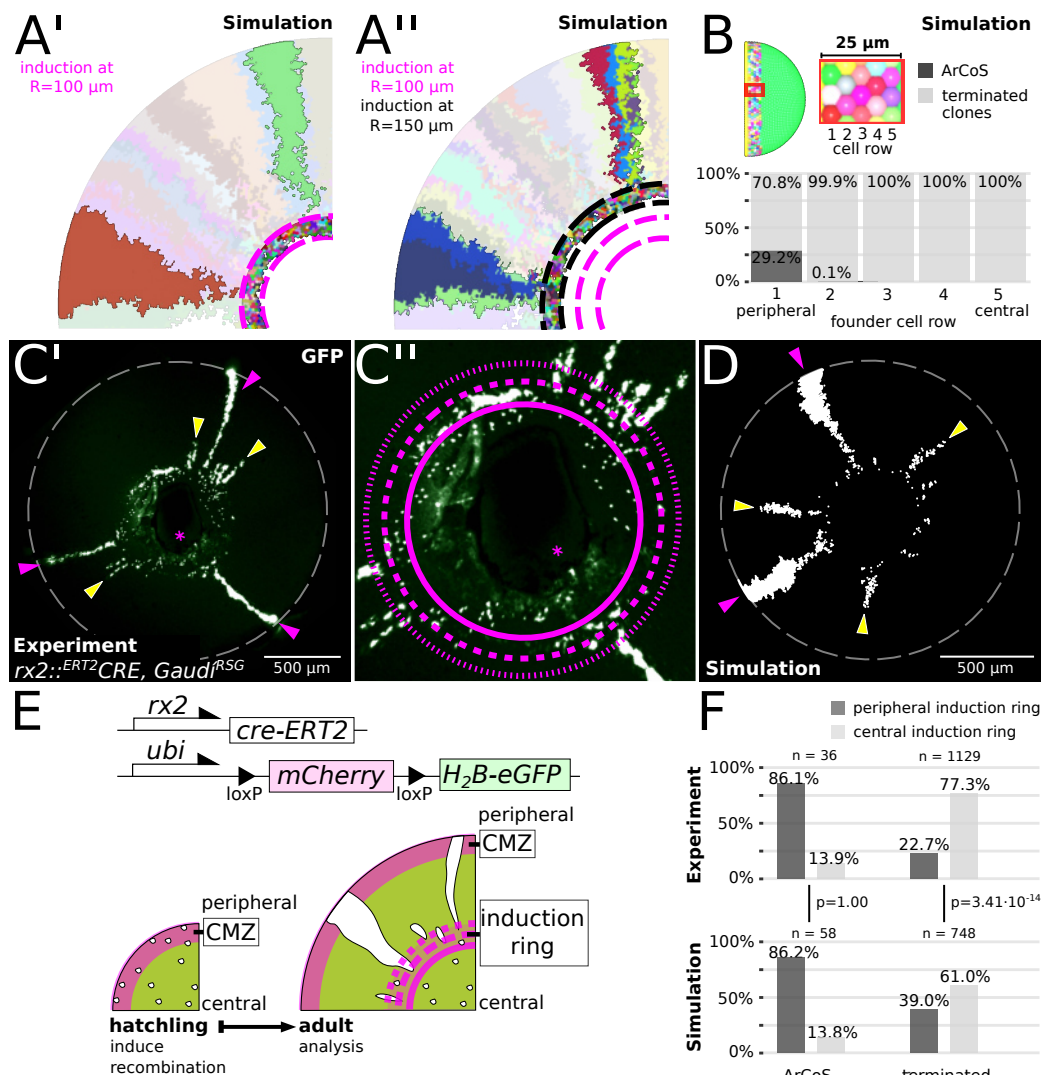 A'
Simulation
induction at
R=100 µm
A''
Simulation
induction at
R=100 µm
induction at
R=150 µm
B
Simulation
25 µm
ArCoS
terminated
clones
1 2 3 4 5
cell row
100%
50%
0%
70.8% 99.9% 100% 100% 100%
29.2%
0.1%
1 2 3 4 5
peripheral central
founder cell row
C'
GFP
*
Experiment
rx2::ERT2CRE, GaudíRSG
500 µm
C''
*
D
Simulation
500 µm
E
rx2
cre-ERT2
ubi
loxP
mCherry
loxP
H2B-eGFP
peripheral
CMZ
central
hatchling
induce
recombination
peripheral
CMZ
induction
ring
central
adult
analysis
F
peripheral induction ring
central induction ring
n = 36 n = 1129
Experiment
100%
50%
0%
86.1%
13.9%
22.7%
77.3%
p=1.00
p=3.41·10-14
n = 58 n = 748
Simulation
100%
50%
0%
86.2%
13.8%
39.0%
61.0%
ArCoS terminated